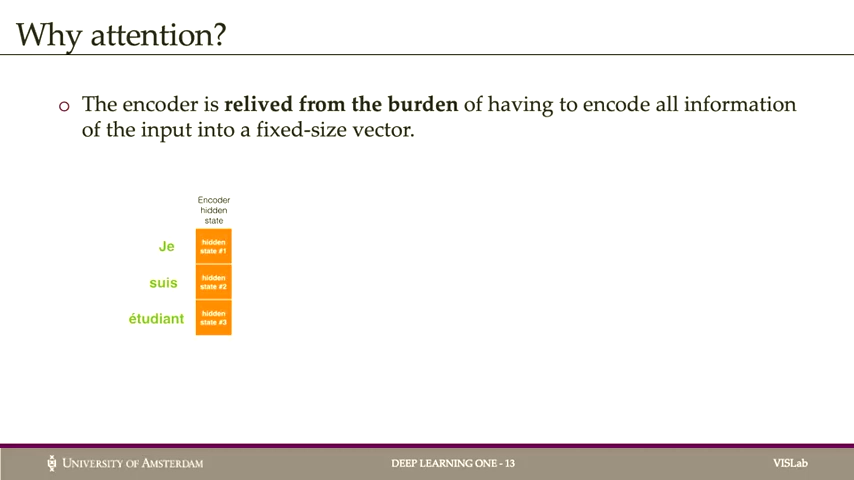 Why attention?
o The encoder is relived from the burden of having to encode all information
of the input into a fixed-size vector.
Encoder
hidden
state
Je
hidden
state #1
suis
hidden
state #2
étudiant
hidden
state #3
UNIVERSITY OF AMSTERDAM
DEEP LEARNING ONE - 13
VISLab